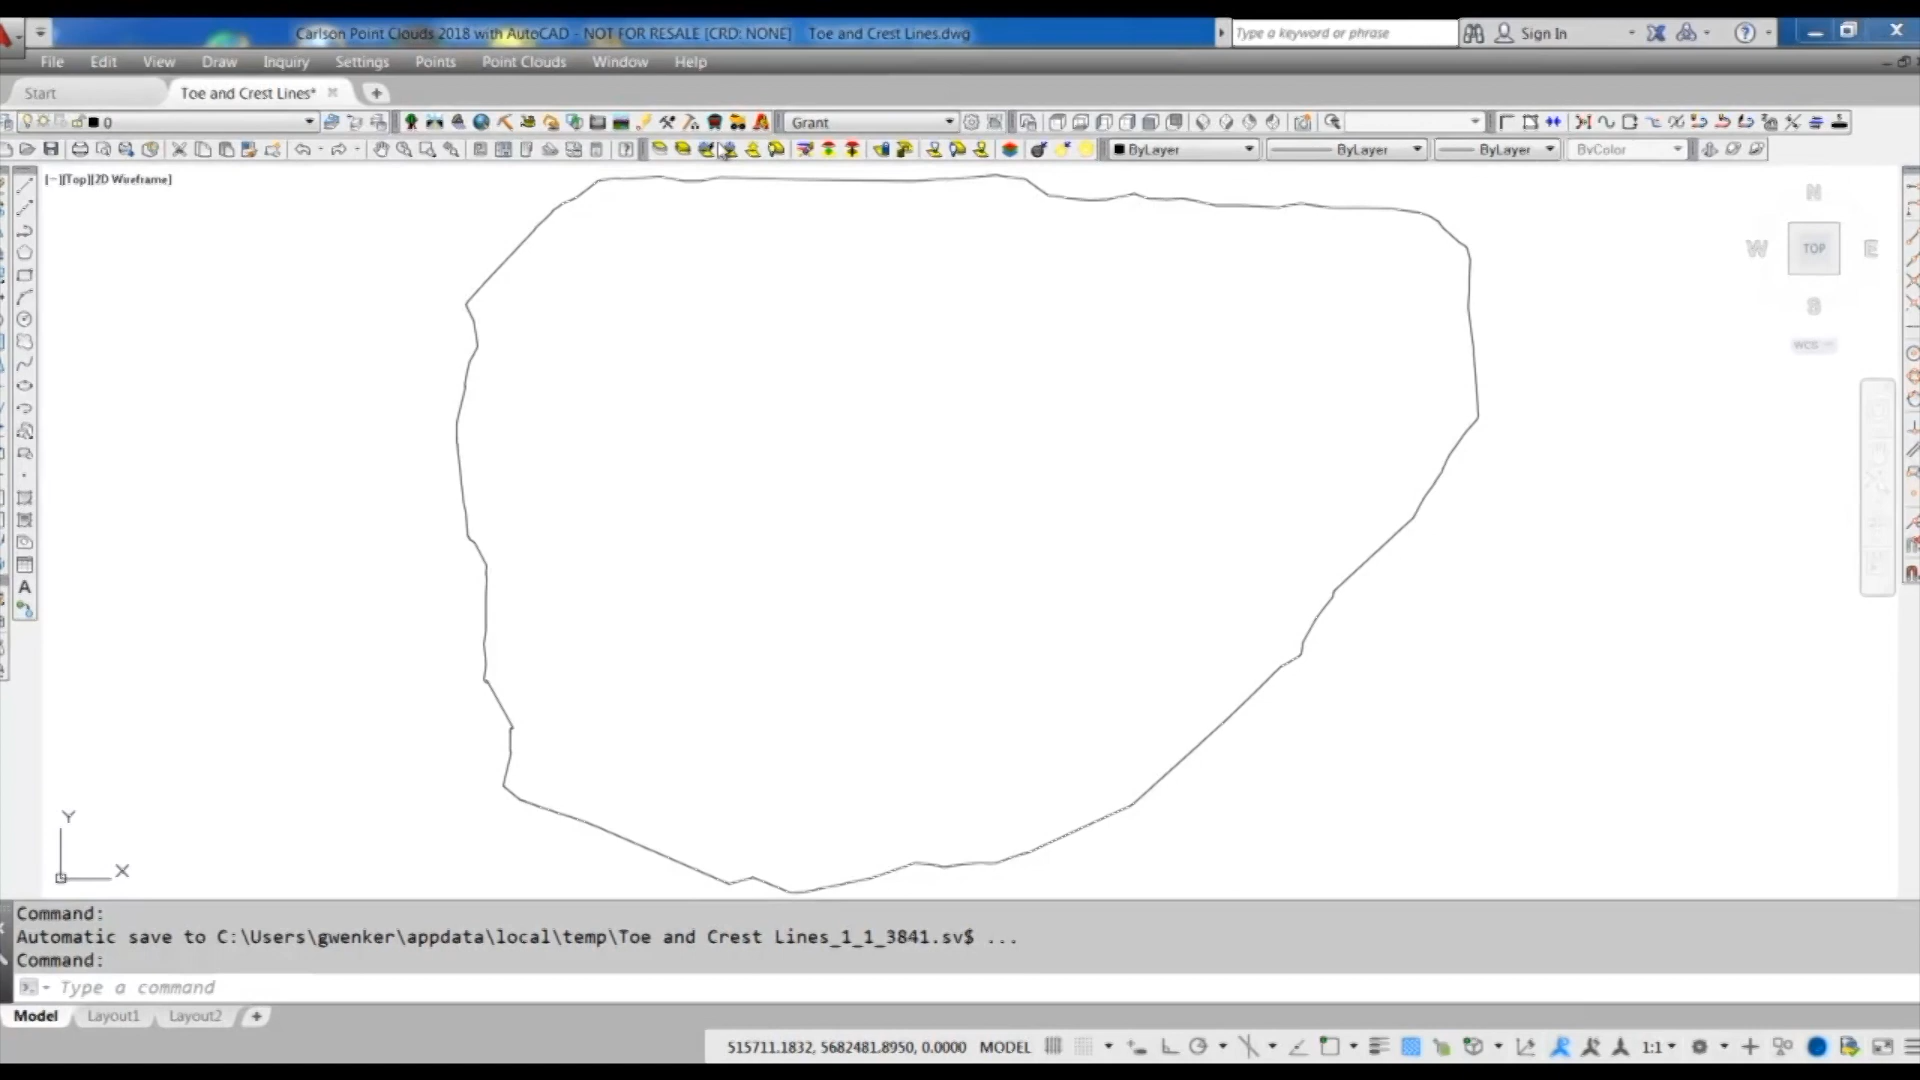 Carlson Point Clouds 2018 with AutoCAD - NOT FOR RESALE [CRD: NONE] Toe and Crest Lines.dwg
Type a keyword or phrase
Sign In
File Edit View Draw Inquiry Settings Points Point Clouds Window Help
Start Toe and Crest Lines*
0 Grant
ByLayer ByLayer ByLayer ByColor
[−][Top][2D Wireframe]
N
W TOP E
S
WCS
Y
X
Command:
Automatic save to C:\Users\gwenker\appdata\local\temp\Toe and Crest Lines_1_1_3841.sv$ ...
Command:
Type a command
Model Layout1 Layout2 +
515711.1832, 5682481.8950, 0.0000 MODEL 1:1